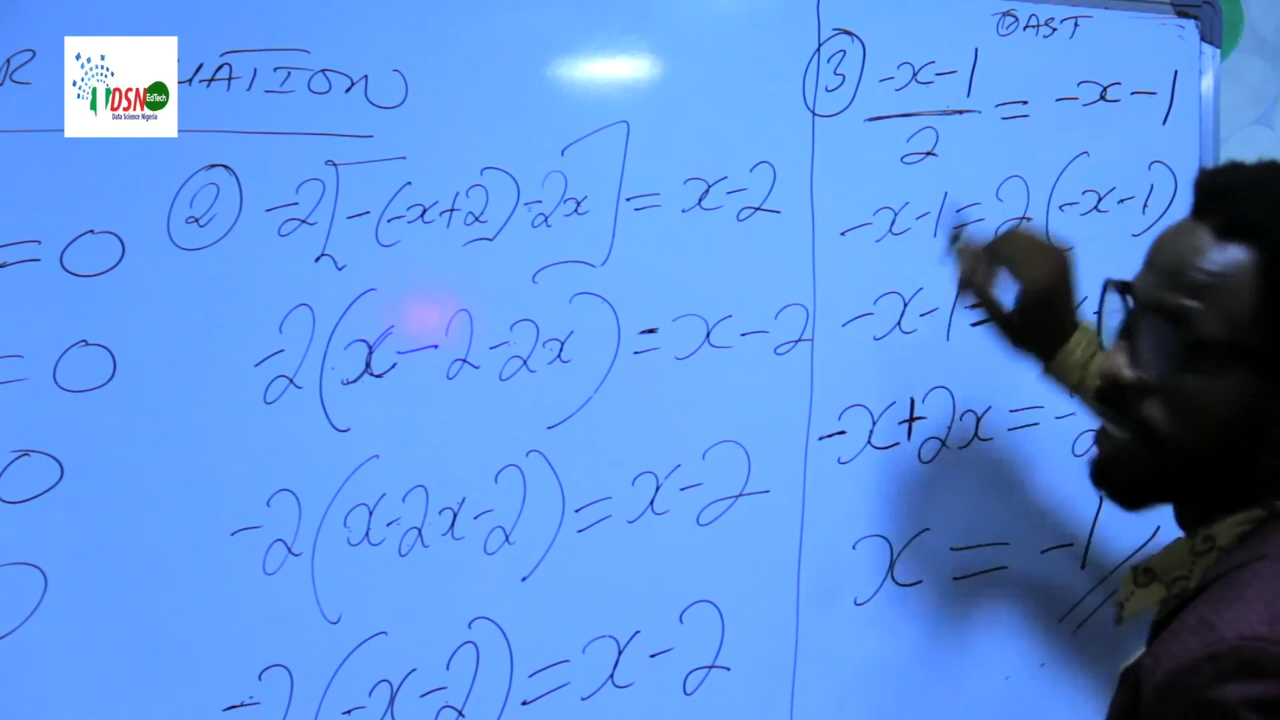 DSN EdTech
Data Science Nigeria
R UATION
= 0
= 0
0
② -2[-(-x+2)-2x] = x-2
-2(x-2-2x) = x-2
-2(x-2x-2) = x-2
-2(-x-2) = x-2
③ -x-1/2 = -x-1
-x-1 = 2(-x-1)
-x-1 =
-x+2x = -2
x = -1